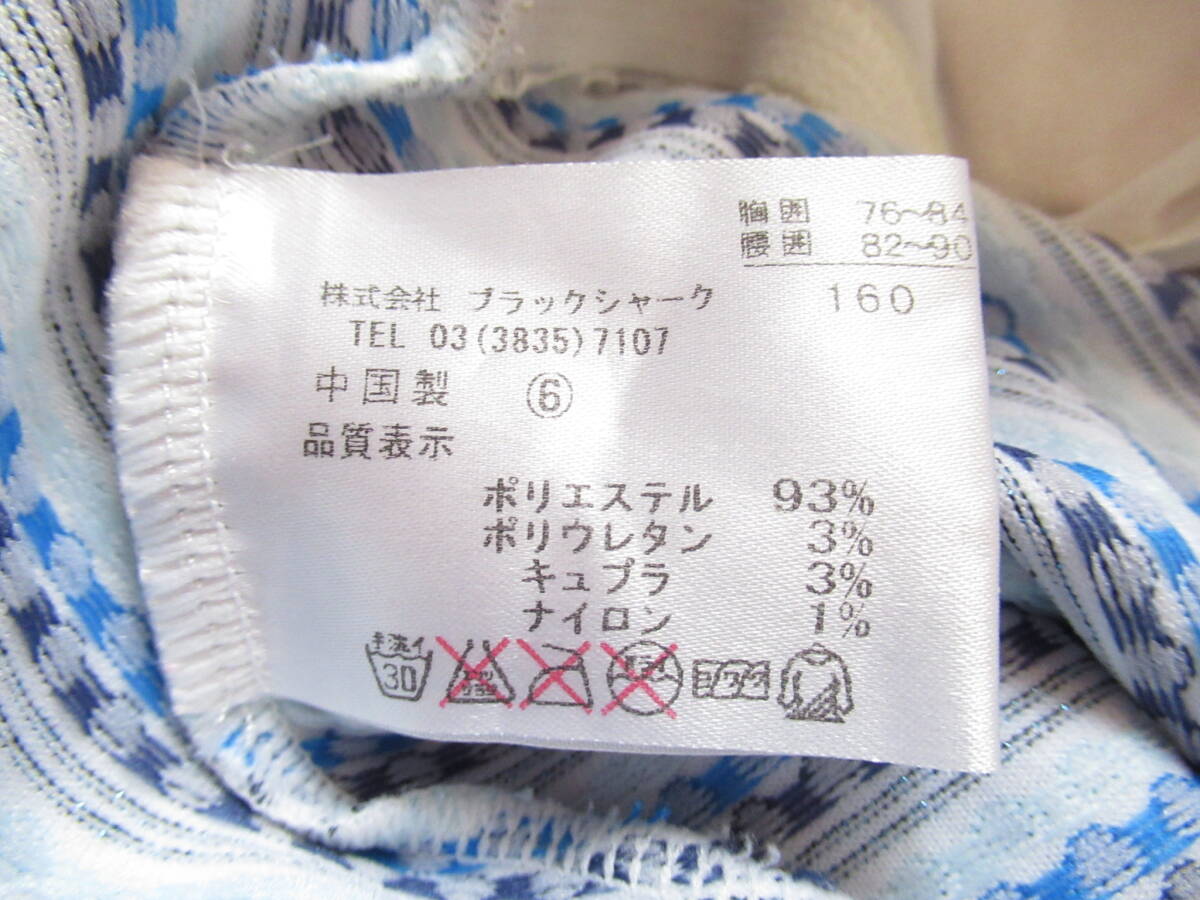 胸囲 76~84
腰囲 82~90
160
株式会社 ブラックシャーク
TEL 03(3835)7107
中国製 ⑥
品質表示
ポリエステル 93%
ポリウレタン 3%
キュプラ 3%
ナイロン 1%
手洗イ
30